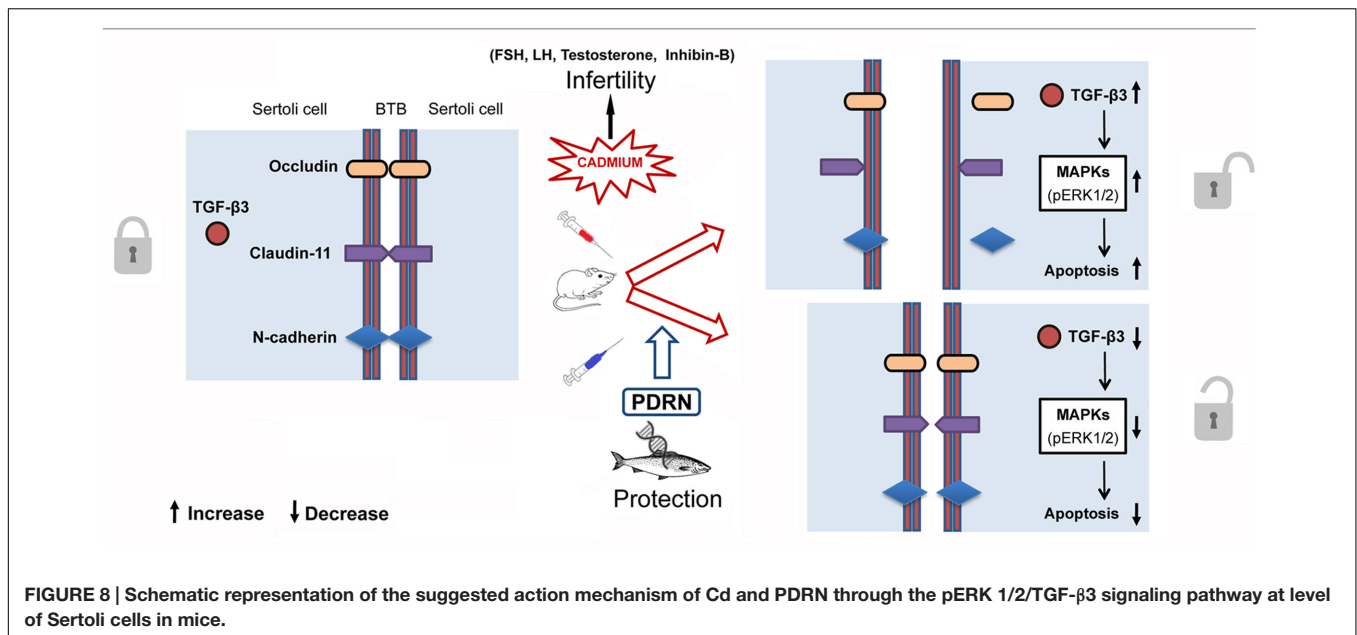 Sertoli cell BTB Sertoli cell
Occludin
TGF-β3
Claudin-11
N-cadherin
↑ Increase ↓ Decrease
(FSH, LH, Testosterone, Inhibin-B)
Infertility
CADMIUM
PDRN
Protection
TGF-β3 ↑
MAPKs
(pERK1/2) ↑
Apoptosis ↑
TGF-β3 ↓
MAPKs
(pERK1/2) ↓
Apoptosis ↓
FIGURE 8 | Schematic representation of the suggested action mechanism of Cd and PDRN through the pERK 1/2/TGF-β3 signaling pathway at level
of Sertoli cells in mice.